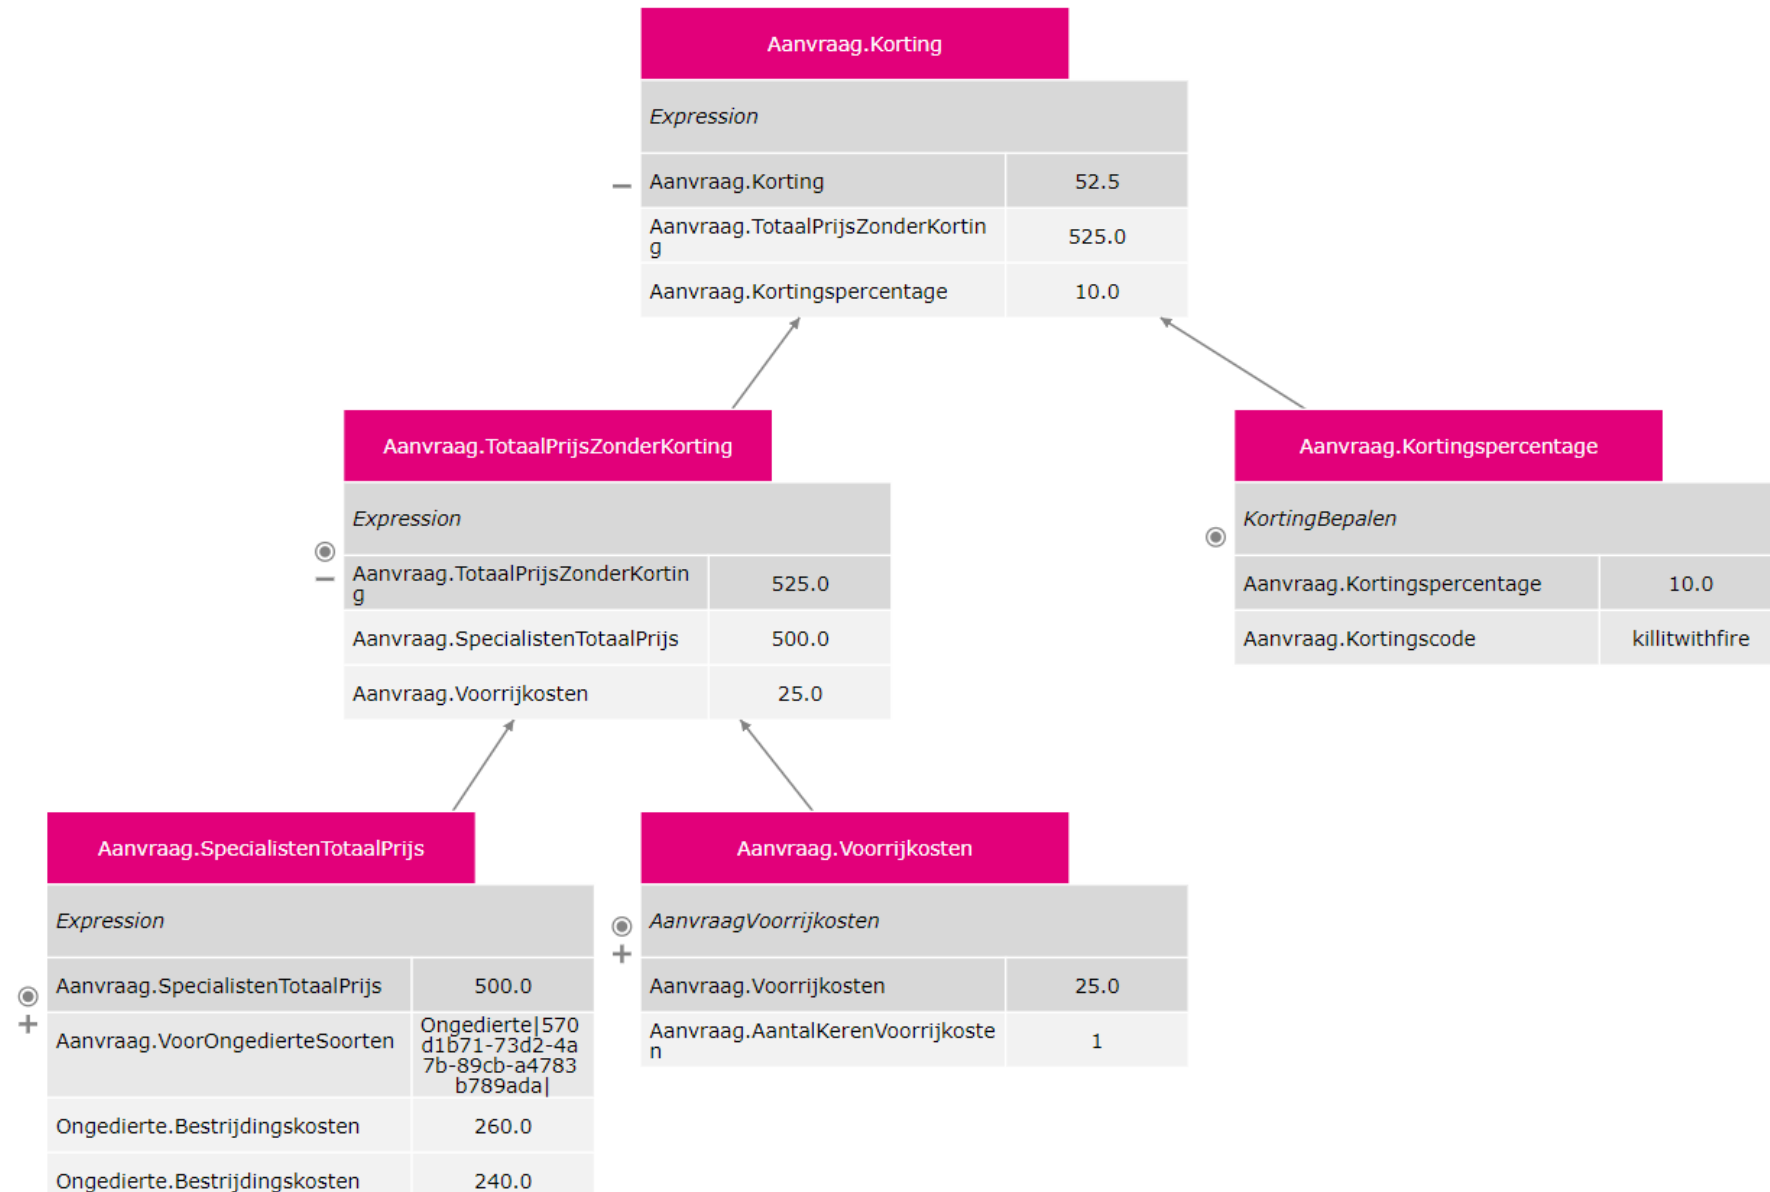 Aanvraag.Korting
Expression
Aanvraag.Korting 52.5
Aanvraag.TotaalPrijsZonderKortin
g 525.0
Aanvraag.Kortingspercentage 10.0
Aanvraag.TotaalPrijsZonderKorting
Expression
Aanvraag.TotaalPrijsZonderKortin
g 525.0
Aanvraag.SpecialistenTotaalPrijs 500.0
Aanvraag.Voorrijkosten 25.0
Aanvraag.Kortingspercentage
KortingBepalen
Aanvraag.Kortingspercentage 10.0
Aanvraag.Kortingscode killitwithfire
Aanvraag.SpecialistenTotaalPrijs
Expression
Aanvraag.SpecialistenTotaalPrijs 500.0
Aanvraag.VoorOngedierteSoorten
Ongedierte|570
d1b71-73d2-4a
7b-89cb-a4783
b789ada|
Ongedierte.Bestrijdingskosten 260.0
Ongedierte.Bestrijdingskosten 240.0
Aanvraag.Voorrijkosten
AanvraagVoorrijkosten
Aanvraag.Voorrijkosten 25.0
Aanvraag.AantalKerenVoorrijkoste
n 1